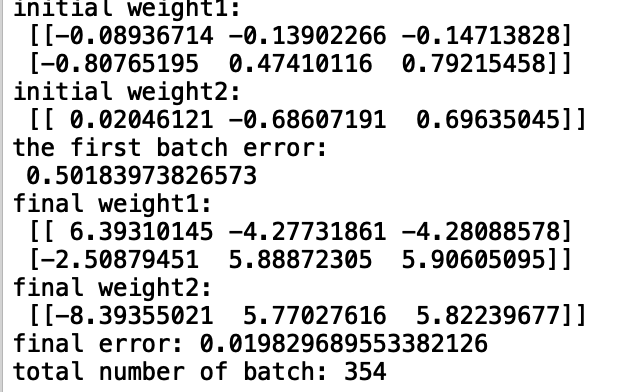 initial weight1:
[[-0.08936714 -0.13902266 -0.14713828]
[-0.80765195 0.47410116 0.79215458]]
initial weight2:
[[ 0.02046121 -0.68607191 0.69635045]]
the first batch error:
0.50183973826573
final weight1:
[[ 6.39310145 -4.27731861 -4.28088578]
[-2.50879451 5.88872305 5.90605095]]
final weight2:
[[-8.39355021 5.77027616 5.82239677]]
final error: 0.019829689553382126
total number of batch: 354